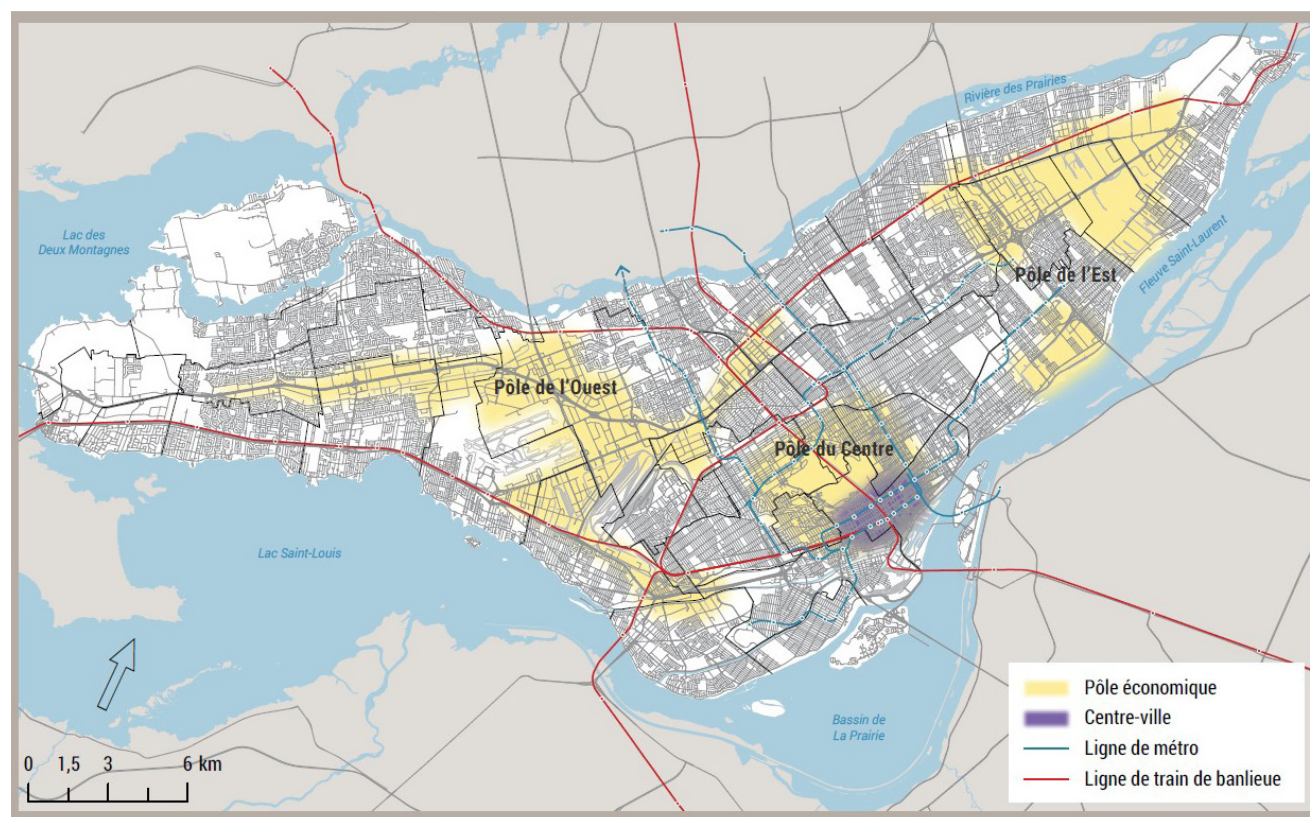 Rivière des Prairies
Lac des
Deux Montagnes
Fleuve Saint-Laurent
Pôle de l'Est
Pôle de l'Ouest
Pôle du Centre
Lac Saint-Louis
Bassin de
La Prairie
Pôle économique
Centre-ville
Ligne de métro
Ligne de train de banlieue
0 1,5 3 6 km